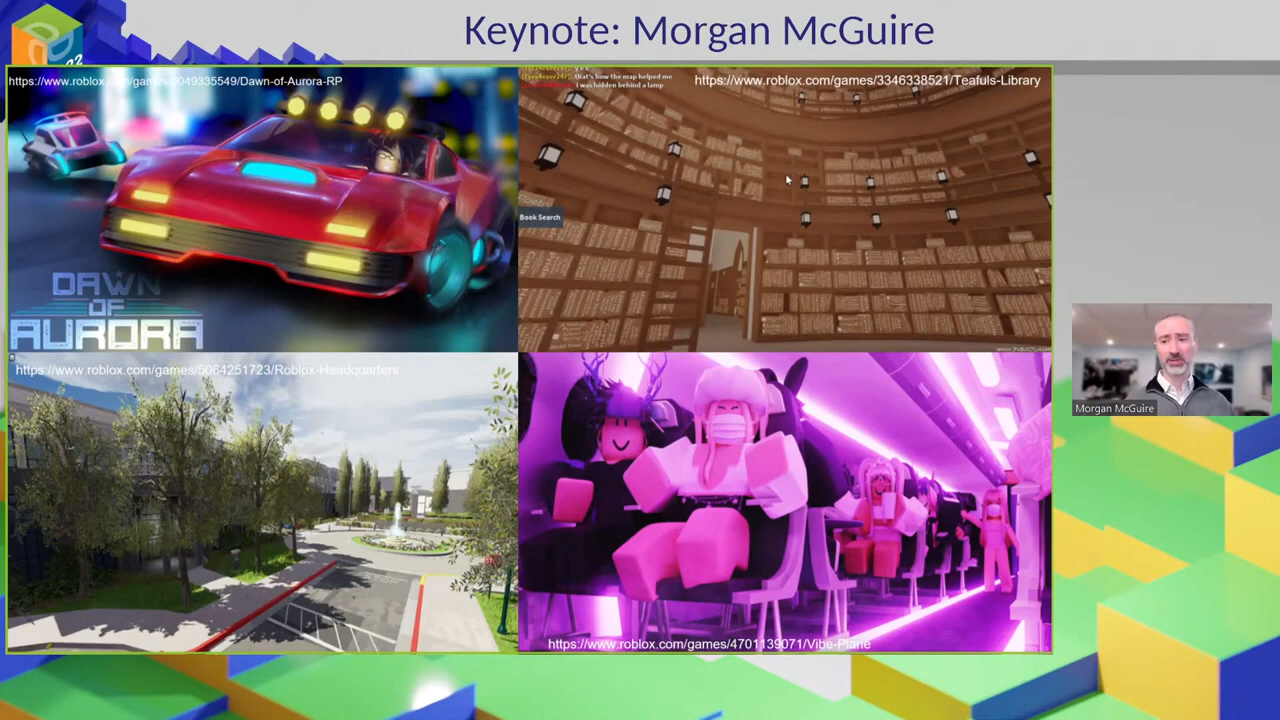 Keynote: Morgan McGuire
22
https://www.roblox.com/games/5049335549/Dawn-of-Aurora-RP
that's how the map helped me
I was hidden behind a lamp
https://www.roblox.com/games/3346338521/Teafuls-Library
Book Search
DAWN
OF
AURORA
https://www.roblox.com/games/5064251723/Roblox-Headquarters
https://www.roblox.com/games/4701139071/Vibe-Plane
Morgan McGuire